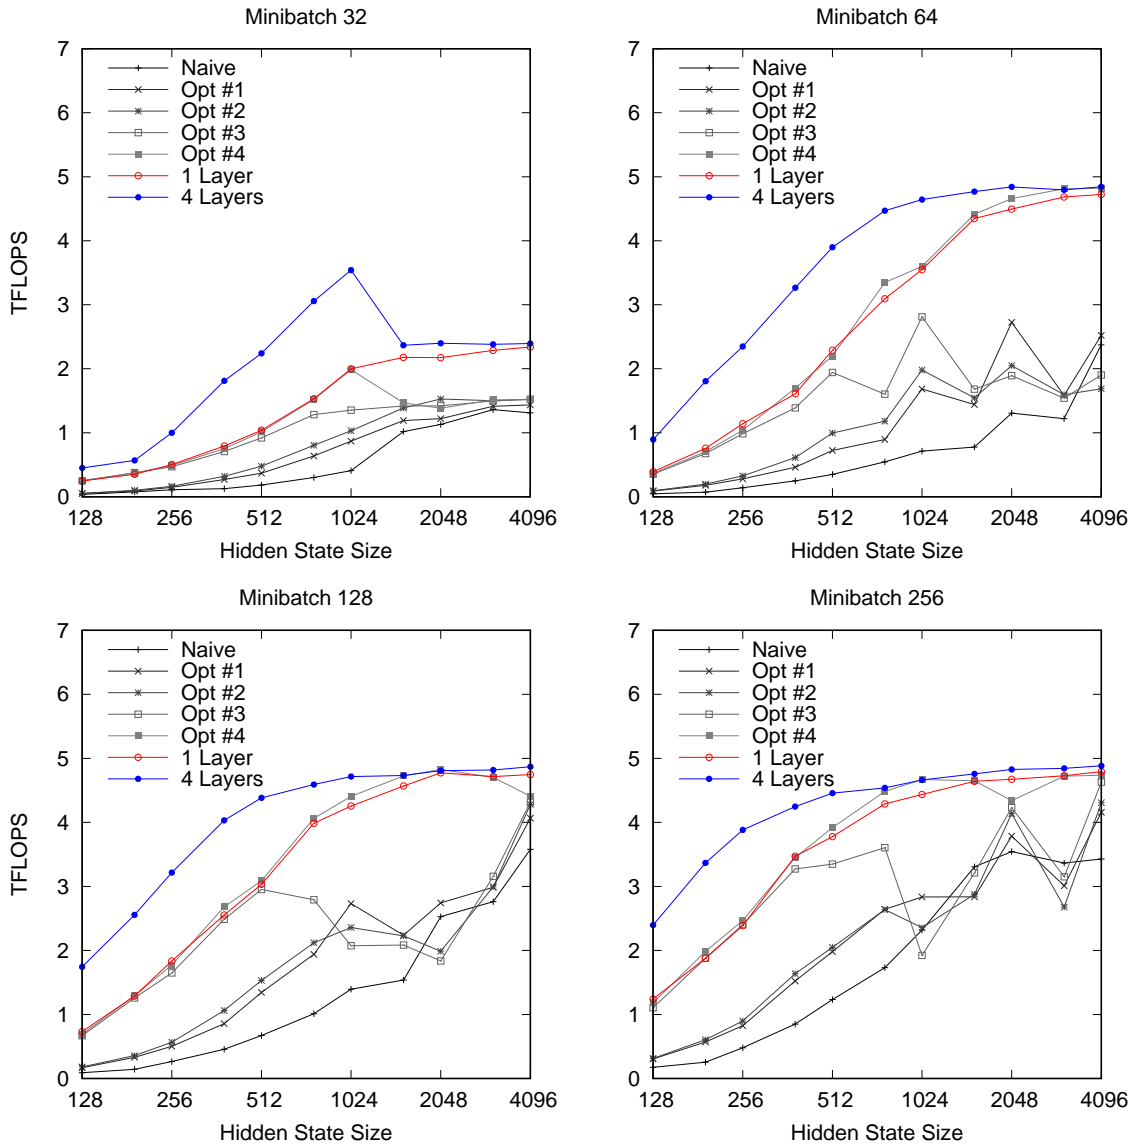 Minibatch 32
7
6
5
4
3
2
1
0
TFLOPS
Naive
Opt #1
Opt #2
Opt #3
Opt #4
1 Layer
4 Layers
128 256 512 1024 2048 4096
Hidden State Size
Minibatch 64
7
6
5
4
3
2
1
0
Naive
Opt #1
Opt #2
Opt #3
Opt #4
1 Layer
4 Layers
128 256 512 1024 2048 4096
Hidden State Size
Minibatch 128
7
6
5
4
3
2
1
0
TFLOPS
Naive
Opt #1
Opt #2
Opt #3
Opt #4
1 Layer
4 Layers
128 256 512 1024 2048 4096
Hidden State Size
Minibatch 256
7
6
5
4
3
2
1
0
Naive
Opt #1
Opt #2
Opt #3
Opt #4
1 Layer
4 Layers
128 256 512 1024 2048 4096
Hidden State Size